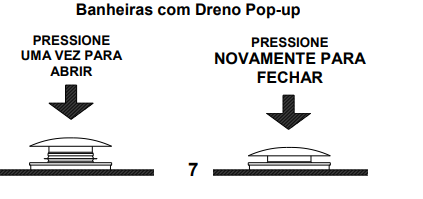 Banheiras com Dreno Pop-up
PRESSIONE
UMA VEZ PARA
ABRIR
PRESSIONE
NOVAMENTE PARA
FECHAR
7